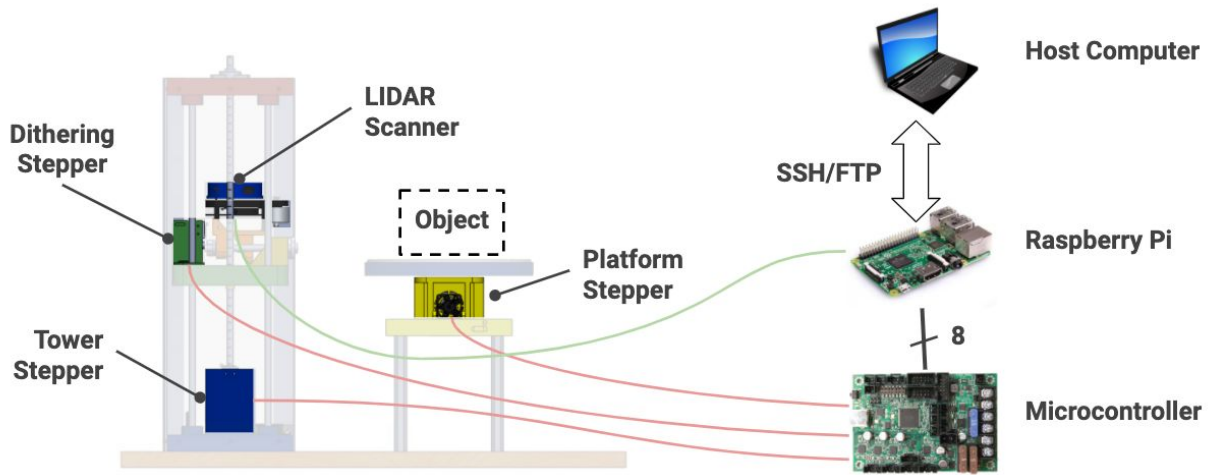 Host Computer
LIDAR
Scanner
Dithering
Stepper
SSH/FTP
Object
Raspberry Pi
Platform
Stepper
Tower
Stepper
8
Microcontroller